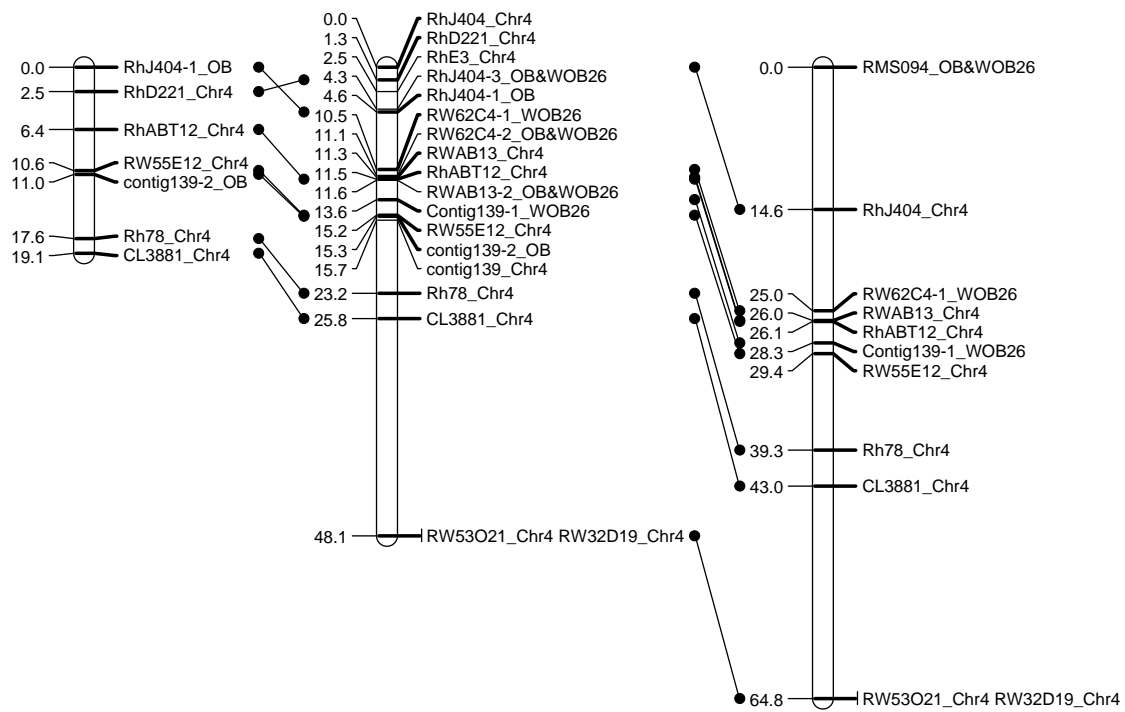 0.0 RhJ404-1_OB
2.5 RhD221_Chr4
6.4 RhABT12_Chr4
10.6 RW55E12_Chr4
11.0 contig139-2_OB
17.6 Rh78_Chr4
19.1 CL3881_Chr4
0.0 RhJ404_Chr4
1.3 RhD221_Chr4
2.5 RhE3_Chr4
4.3 RhJ404-3_OB&WOB26
4.6 RhJ404-1_OB
10.5 RW62C4-1_WOB26
11.1 RW62C4-2_OB&WOB26
11.3 RWAB13_Chr4
11.5 RhABT12_Chr4
11.6 RWAB13-2_OB&WOB26
13.6 Contig139-1_WOB26
15.2 RW55E12_Chr4
15.3 contig139-2_OB
15.7 contig139_Chr4
23.2 Rh78_Chr4
25.8 CL3881_Chr4
48.1 RW53O21_Chr4 RW32D19_Chr4
0.0 RMS094_OB&WOB26
14.6 RhJ404_Chr4
25.0 RW62C4-1_WOB26
26.0 RWAB13_Chr4
26.1 RhABT12_Chr4
28.3 Contig139-1_WOB26
29.4 RW55E12_Chr4
39.3 Rh78_Chr4
43.0 CL3881_Chr4
64.8 RW53O21_Chr4 RW32D19_Chr4